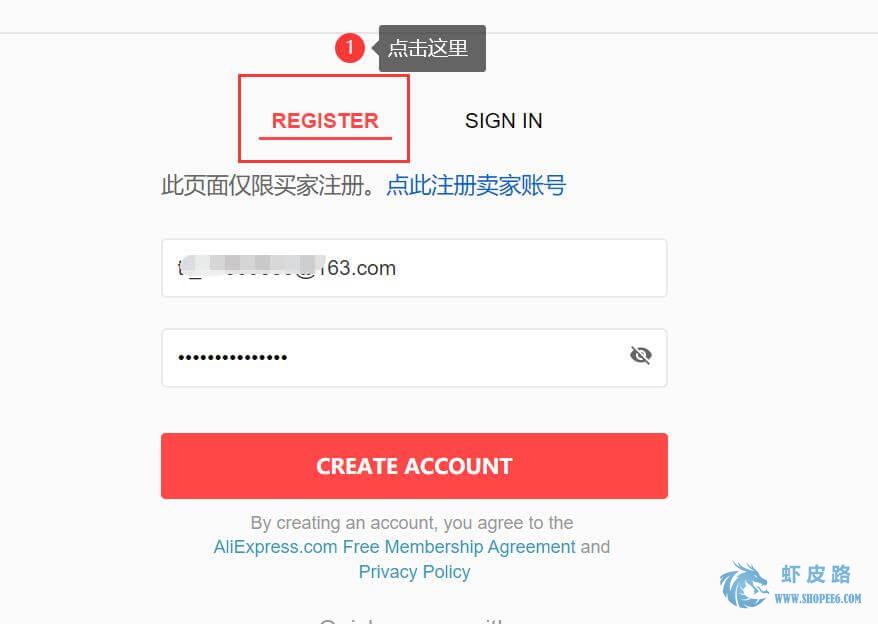 1 点击这里
REGISTER SIGN IN
此页面仅限买家注册。点此注册卖家账号
@163.com
•••••••••••••••
CREATE ACCOUNT
By creating an account, you agree to the
AliExpress.com Free Membership Agreement and
Privacy Policy
虾皮路
WWW.SHOPEE6.COM